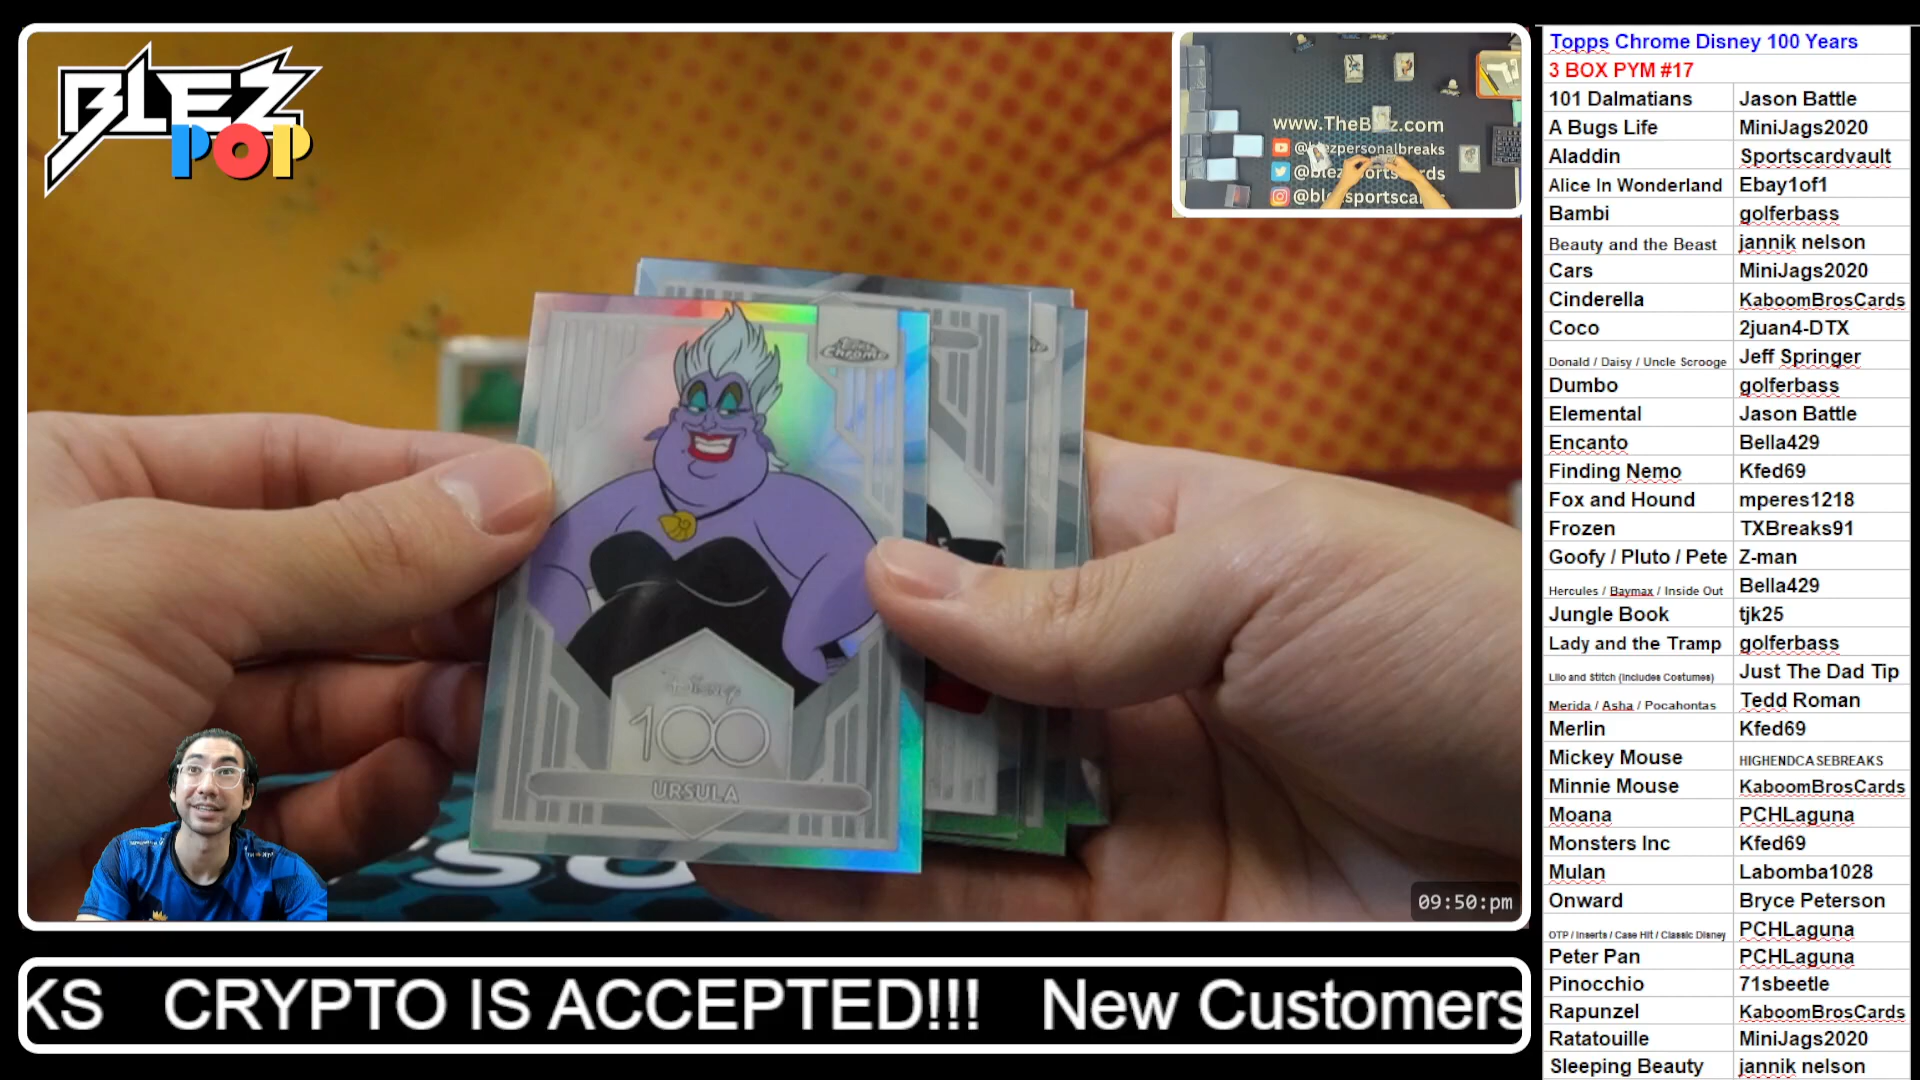 BLEZ
POP
www.TheBlez.com
@blezpersonalbreaks
Topps Chrome
Disney
100
URSULA
09:50:pm
KS CRYPTO IS ACCEPTED!!! New Customers
Topps Chrome Disney 100 Years
3 BOX PYM #17
101 Dalmatians Jason Battle
A Bugs Life MiniJags2020
Aladdin Sportscardvault
Alice In Wonderland Ebay1of1
Bambi golferbass
Beauty and the Beast jannik nelson
Cars MiniJags2020
Cinderella KaboomBrosCards
Coco 2juan4-DTX
Donald / Daisy / Uncle Scrooge Jeff Springer
Dumbo golferbass
Elemental Jason Battle
Encanto Bella429
Finding Nemo Kfed69
Fox and Hound mperes1218
Frozen TXBreaks91
Goofy / Pluto / Pete Z-man
Hercules / Baymax / Inside Out Bella429
Jungle Book tjk25
Lady and the Tramp golferbass
Lilo and Stitch (Includes Costumes) Just The Dad Tip
Merida / Asha / Pocahontas Tedd Roman
Merlin Kfed69
Mickey Mouse HIGHENDCASEBREAKS
Minnie Mouse KaboomBrosCards
Moana PCHLaguna
Monsters Inc Kfed69
Mulan Labomba1028
Onward Bryce Peterson
OTP / Inserts / Case Hit / Classic Disney PCHLaguna
Peter Pan PCHLaguna
Pinocchio 71sbeetle
Rapunzel KaboomBrosCards
Ratatouille MiniJags2020
Sleeping Beauty jannik nelson